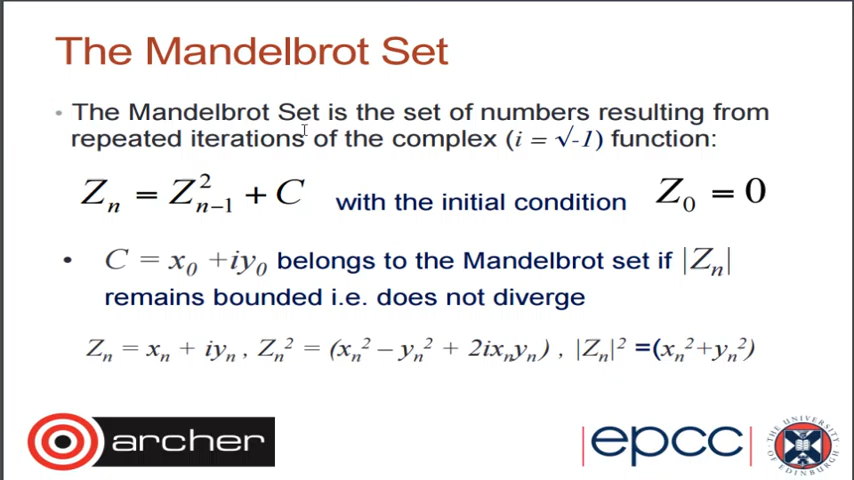 The Mandelbrot Set
• The Mandelbrot Set is the set of numbers resulting from
repeated iterations of the complex (i = √-1) function:
Zₙ = Z²ₙ₋₁ + C with the initial condition Z₀ = 0
• C = x₀ +iy₀ belongs to the Mandelbrot set if |Zₙ|
remains bounded i.e. does not diverge
Zₙ = xₙ + iyₙ , Zₙ² = (xₙ² – yₙ² + 2ixₙyₙ) , |Zₙ|² =(xₙ²+yₙ²)
archer
|epcc|
THE UNIVERSITY OF EDINBURGH